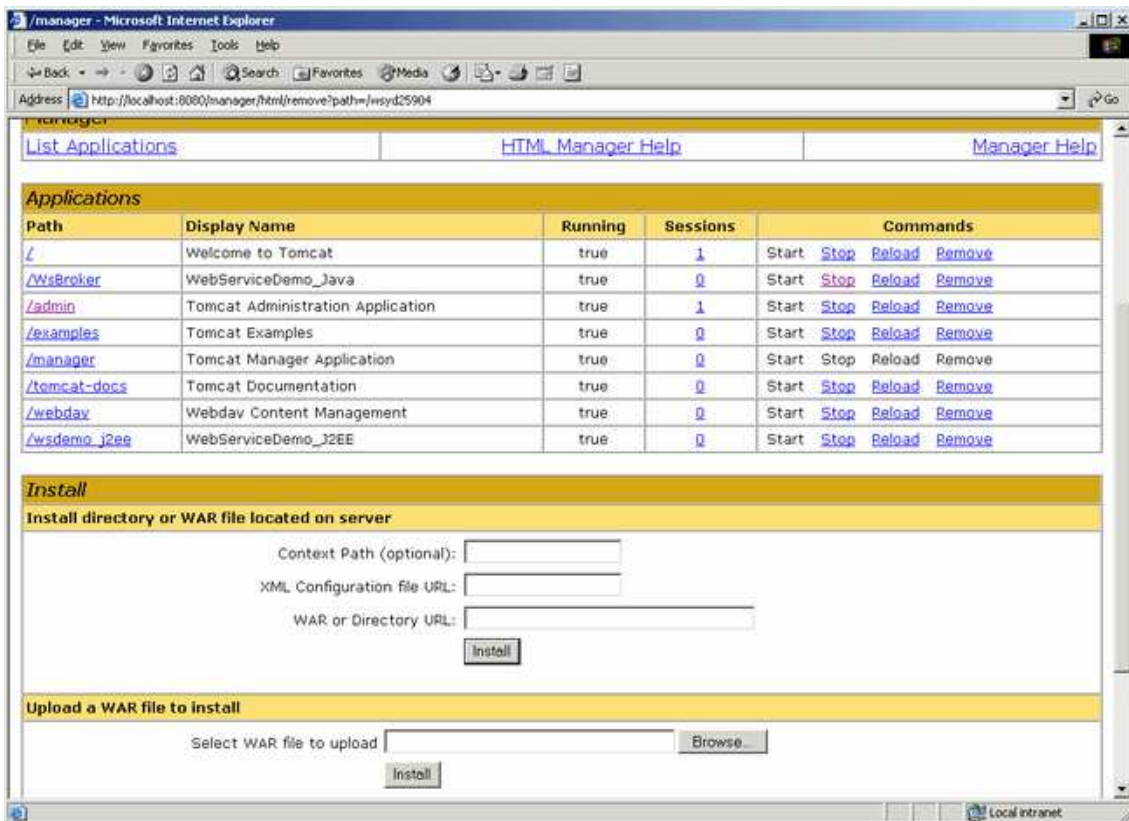 /manager - Microsoft Internet Explorer
File Edit View Favorites Tools Help
Back Search Favorites Media
Address http://localhost:8080/manager/html/remove?path=/wsyd25904 Go
Manager
List Applications HTML Manager Help Manager Help
Applications
Path Display Name Running Sessions Commands
/ Welcome to Tomcat true 1 Start Stop Reload Remove
/WsBroker WebServiceDemo_Java true 0 Start Stop Reload Remove
/admin Tomcat Administration Application true 1 Start Stop Reload Remove
/examples Tomcat Examples true 0 Start Stop Reload Remove
/manager Tomcat Manager Application true 0 Start Stop Reload Remove
/tomcat-docs Tomcat Documentation true 0 Start Stop Reload Remove
/webdav Webdav Content Management true 0 Start Stop Reload Remove
/wsdemo_j2ee WebServiceDemo_J2EE true 0 Start Stop Reload Remove
Install
Install directory or WAR file located on server
Context Path (optional):
XML Configuration file URL:
WAR or Directory URL:
Install
Upload a WAR file to install
Select WAR file to upload Browse...
Install
Local intranet